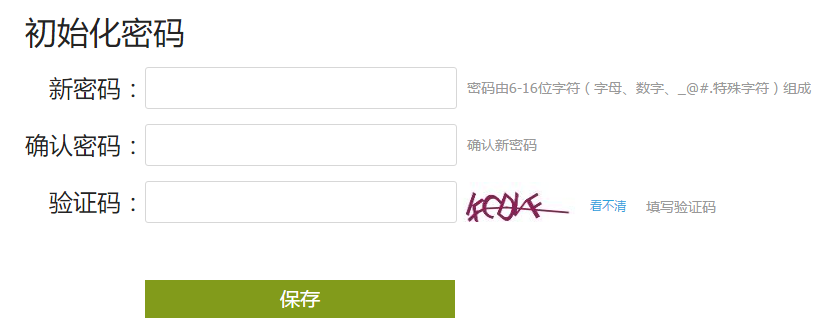 初始化密码
新密码： 密码由6-16位字符（字母、数字、_@#.特殊字符）组成
确认密码： 确认新密码
验证码： 看不清 填写验证码
保存